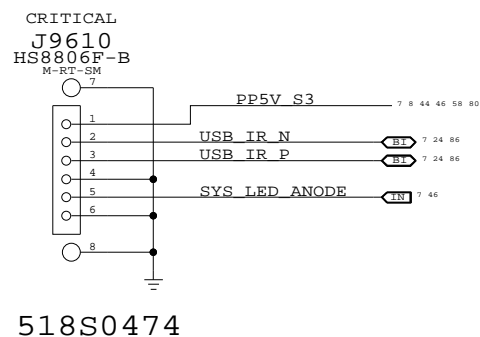 CRITICAL
J9610
HS8806F-B
M-RT-SM
7
1 PP5V_S3 7 8 44 46 58 80
2 USB_IR_N BI 7 24 86
3 USB_IR_P BI 7 24 86
4
5 SYS_LED_ANODE IN 7 46
6
8
518S0474